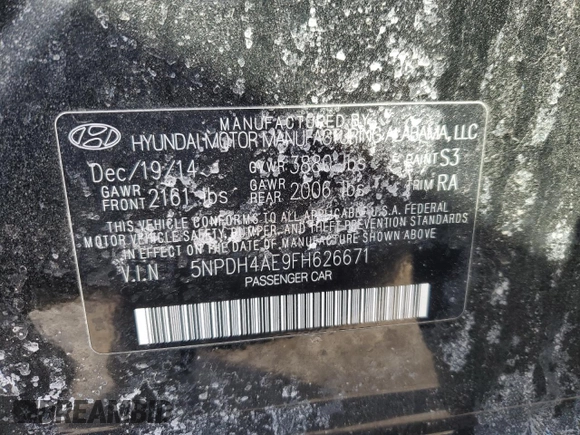 MANUFACTURED BY
HYUNDAI MOTOR MANUFACTURING ALABAMA, LLC
Dec/19/14 GVWR 3880 lbs PAINT S3
GAWR FRONT 2161 lbs GAWR REAR 2006 lbs TRIM RA
THIS VEHICLE CONFORMS TO ALL APPLICABLE U.S.A. FEDERAL
MOTOR VEHICLE SAFETY, BUMPER, AND THEFT PREVENTION STANDARDS
IN EFFECT ON THE DATE OF MANUFACTURE SHOWN ABOVE.
V.I.N 5NPDH4AE9FH626671
PASSENGER CAR